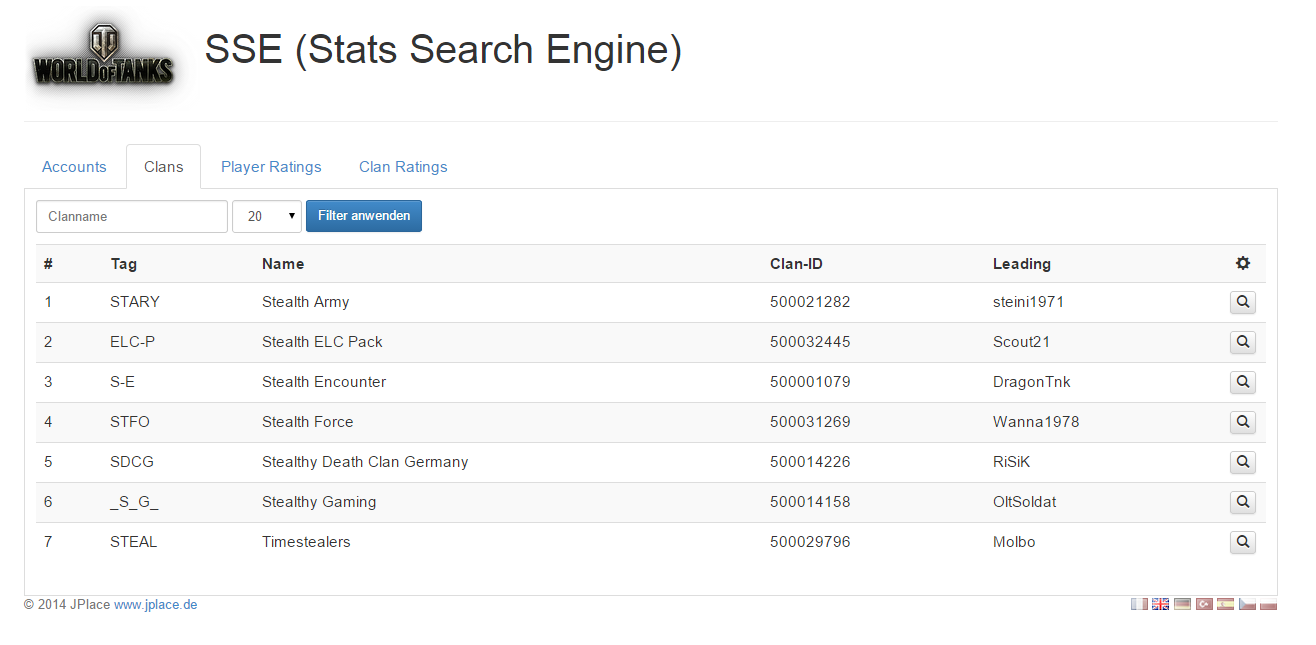 WORLD OF TANKS
SSE (Stats Search Engine)
Accounts Clans Player Ratings Clan Ratings
Clanname 20 Filter anwenden
# Tag Name Clan-ID Leading
1 STARY Stealth Army 500021282 steini1971
2 ELC-P Stealth ELC Pack 500032445 Scout21
3 S-E Stealth Encounter 500001079 DragonTnk
4 STFO Stealth Force 500031269 Wanna1978
5 SDCG Stealthy Death Clan Germany 500014226 RiSiK
6 _S_G_ Stealthy Gaming 500014158 OltSoldat
7 STEAL Timestealers 500029796 Molbo
© 2014 JPlace www.jplace.de